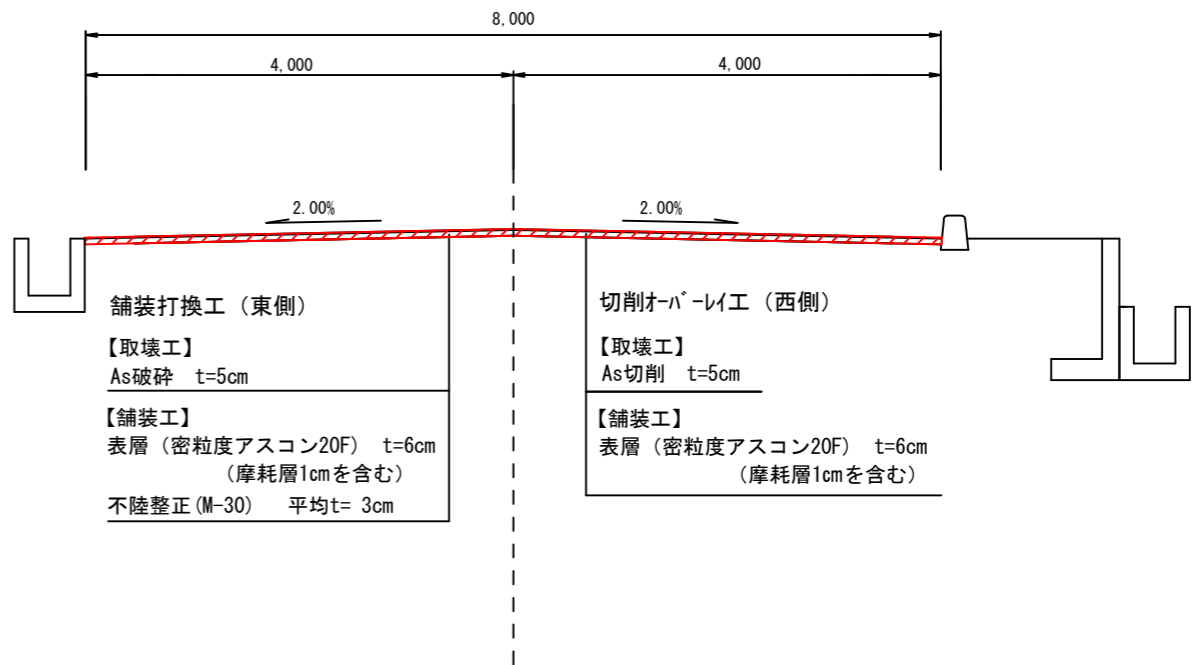 8,000
4,000
4,000
2.00%
2.00%
舗装打換工（東側）
【取壊工】
As破砕　t=5cm
【舗装工】
表層（密粒度アスコン20F）　t=6cm
（摩耗層1cmを含む）
不陸整正(M-30)　　平均t= 3cm
切削ｵｰﾊﾞｰﾚｲ工（西側）
【取壊工】
As切削　t=5cm
【舗装工】
表層（密粒度アスコン20F）　t=6cm
（摩耗層1cmを含む）